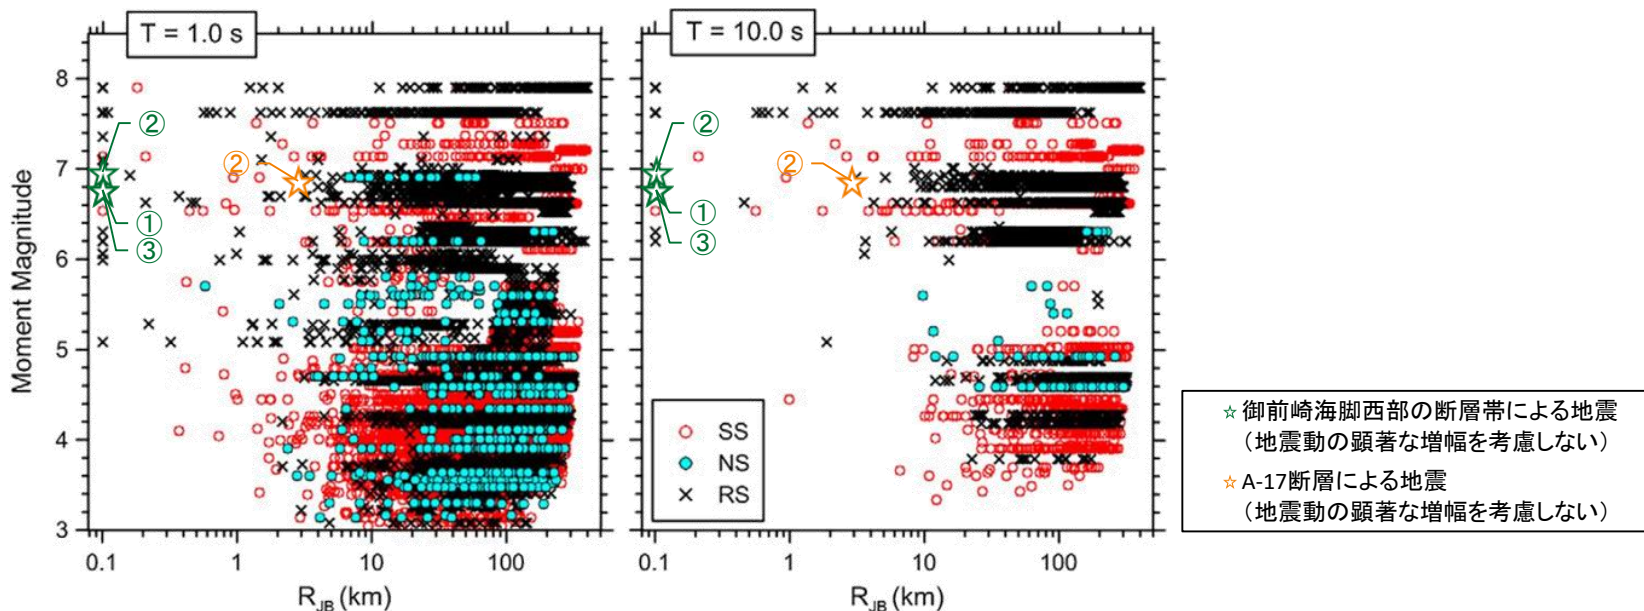 T = 1.0 s
T = 10.0 s
Moment Magnitude
8
7
6
5
4
3
②
①
③
②
②
①
③
②
SS
NS
RS
0.1
1
10
100
0.1
1
10
100
R_JB (km)
R_JB (km)
☆御前崎海脚西部の断層帯による地震
（地震動の顕著な増幅を考慮しない）
☆A-17断層による地震
（地震動の顕著な増幅を考慮しない）